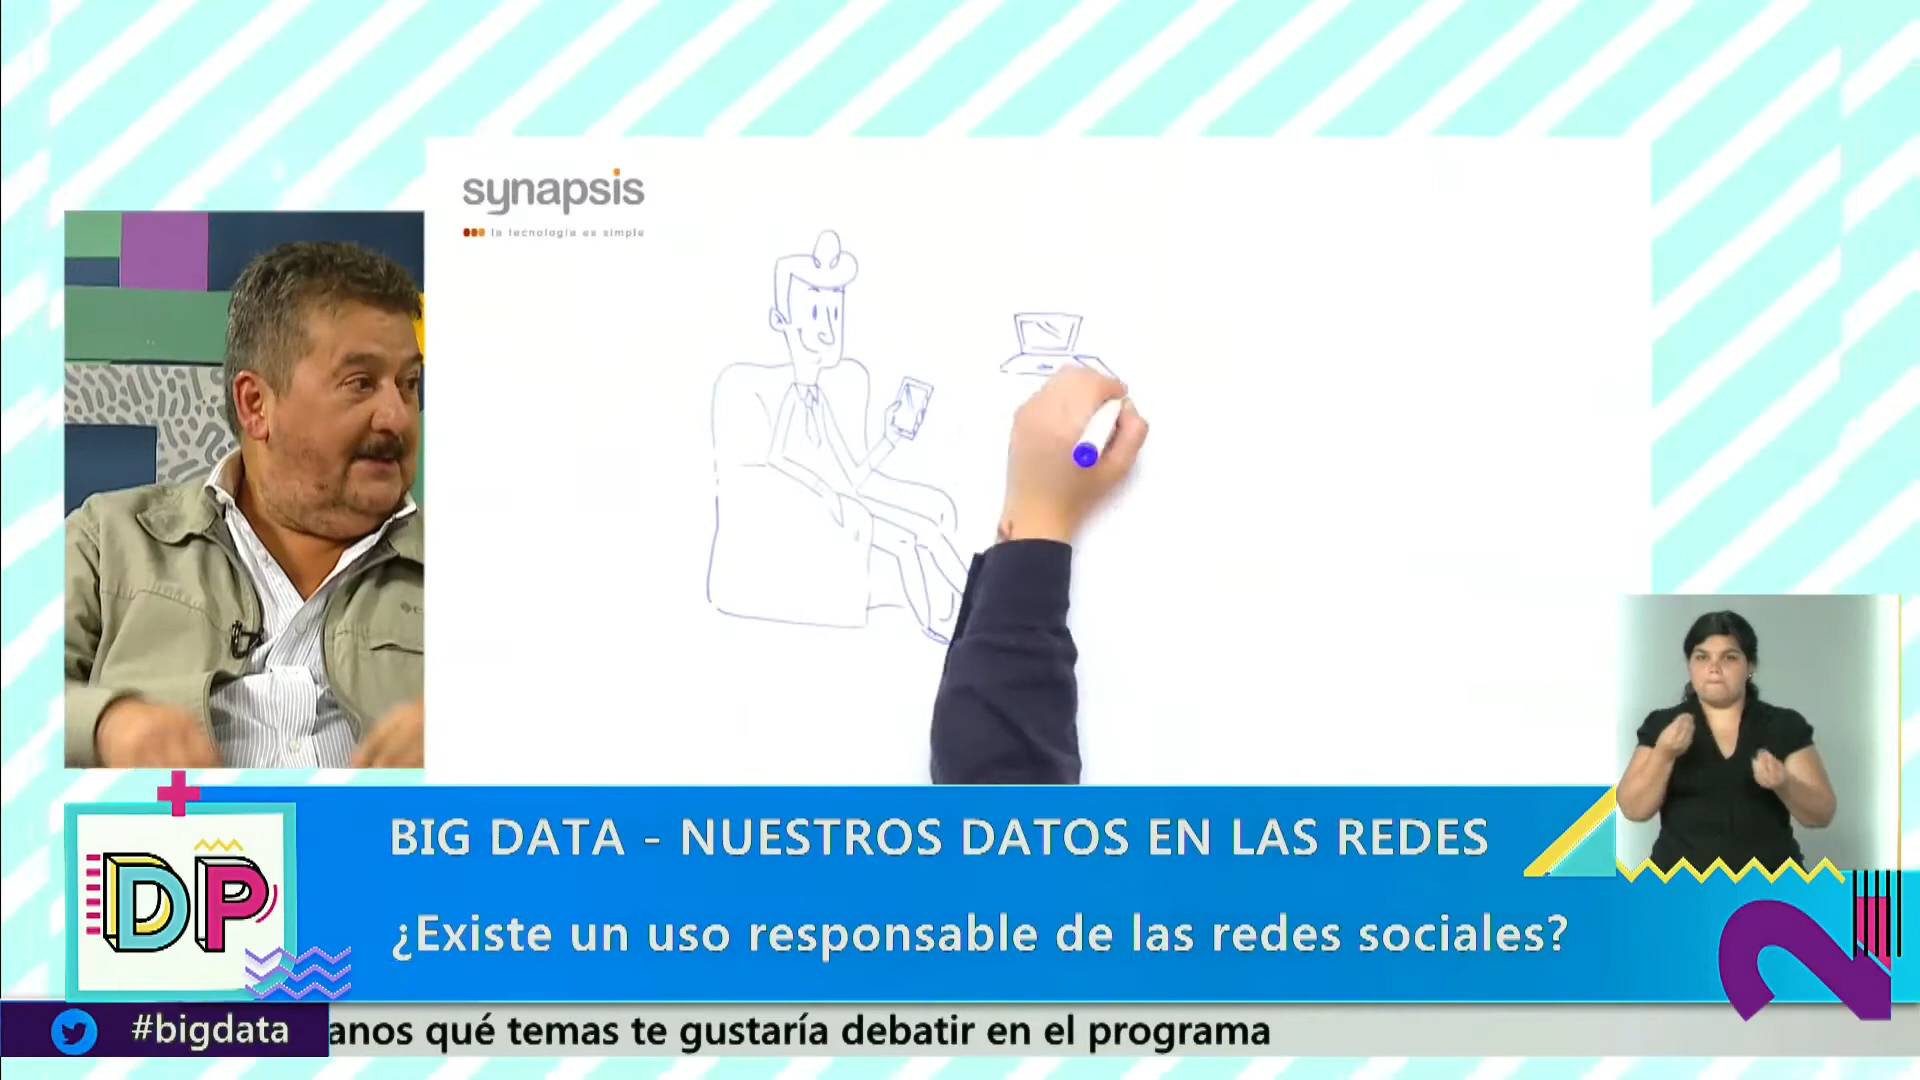 synapsis
la tecnología es simple
BIG DATA - NUESTROS DATOS EN LAS REDES
¿Existe un uso responsable de las redes sociales?
DP
2
#bigdata
anos qué temas te gustaría debatir en el programa